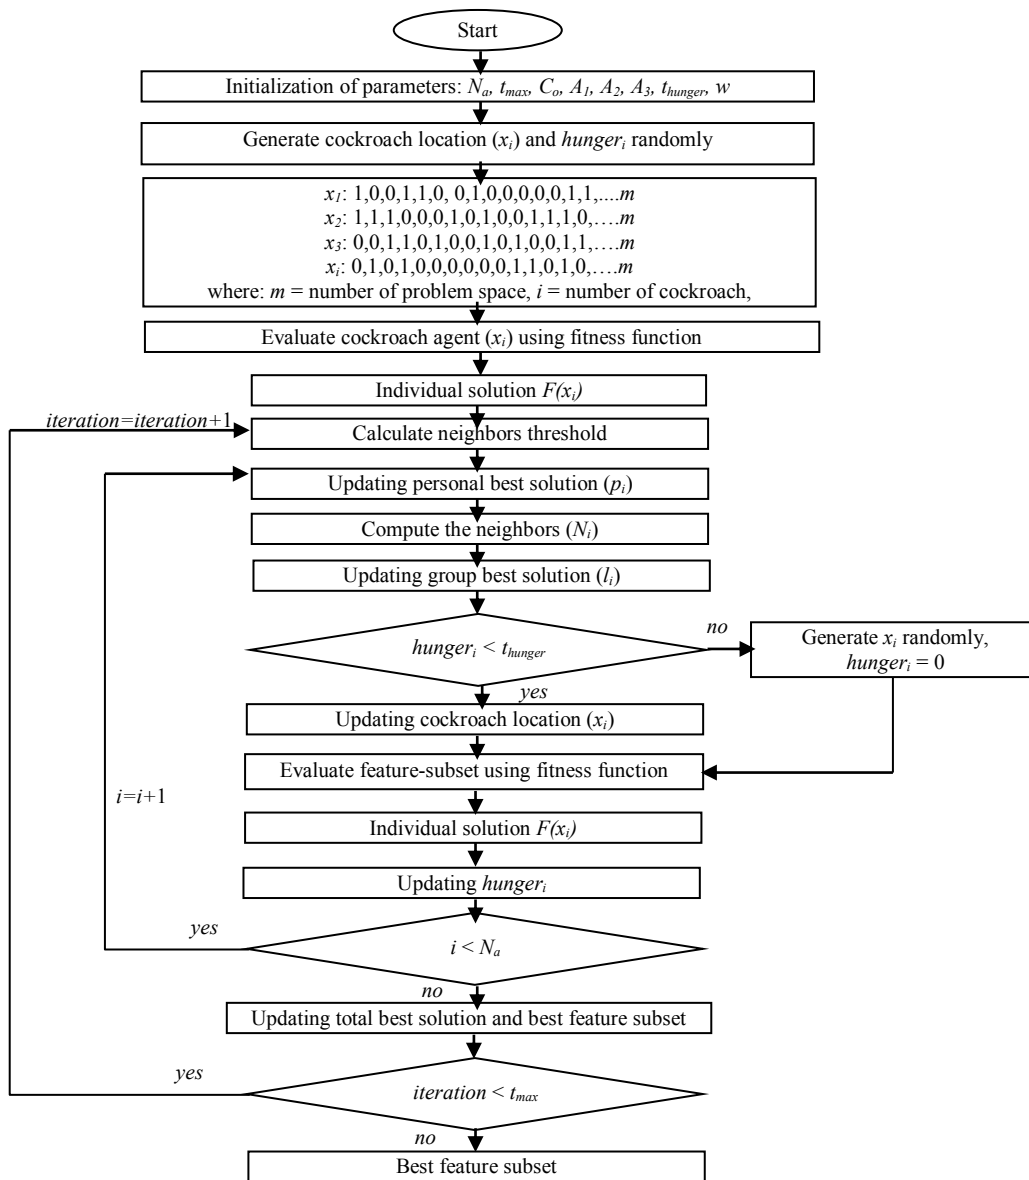 Start
Initialization of parameters: Na, tmax, Co, A1, A2, A3, thunger, w
Generate cockroach location (xi) and hungeri randomly
x1: 1,0,0,1,1,0, 0,1,0,0,0,0,0,1,1,....m
x2: 1,1,1,0,0,0,1,0,1,0,0,1,1,1,0,….m
x3: 0,0,1,1,0,1,0,0,1,0,1,0,0,1,1,….m
xi: 0,1,0,1,0,0,0,0,0,0,1,1,0,1,0,….m
where: m = number of problem space, i = number of cockroach,
Evaluate cockroach agent (xi) using fitness function
Individual solution F(xi)
iteration=iteration+1
Calculate neighbors threshold
Updating personal best solution (pi)
Compute the neighbors (Ni)
Updating group best solution (li)
hungeri < thunger
no
Generate xi randomly,
hungeri = 0
yes
Updating cockroach location (xi)
Evaluate feature-subset using fitness function
i=i+1
Individual solution F(xi)
Updating hungeri
yes
i < Na
no
Updating total best solution and best feature subset
yes
iteration < tmax
no
Best feature subset